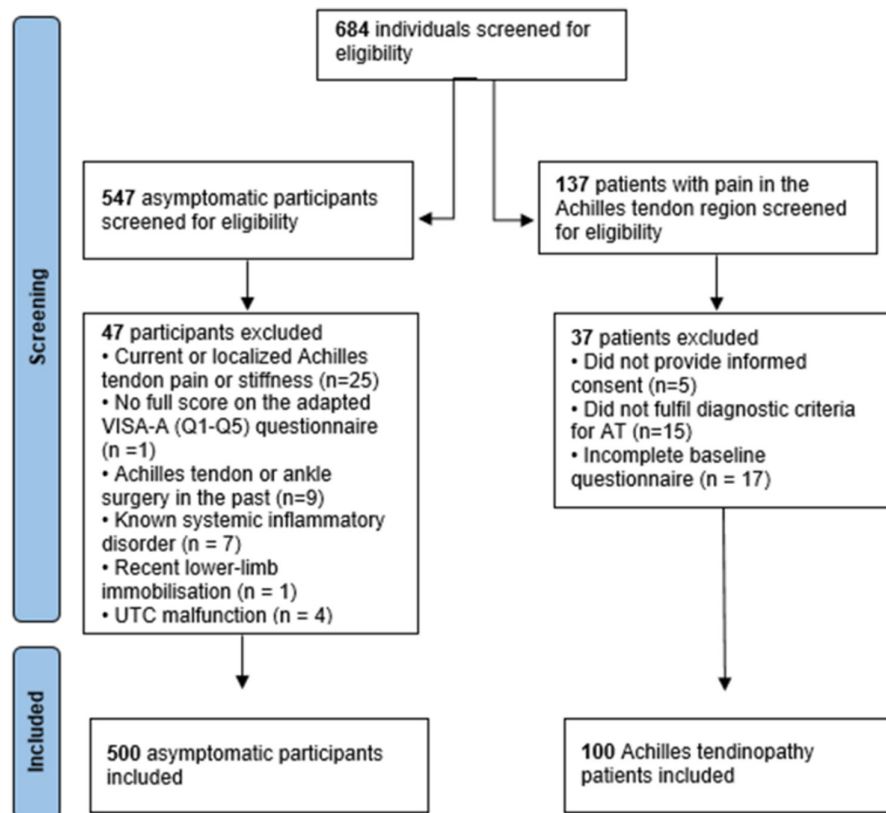 684 individuals screened for
eligibility
547 asymptomatic participants
screened for eligibility
137 patients with pain in the
Achilles tendon region screened
for eligibility
Screening
47 participants excluded
• Current or localized Achilles
tendon pain or stiffness (n=25)
• No full score on the adapted
VISA-A (Q1-Q5) questionnaire
(n =1)
• Achilles tendon or ankle
surgery in the past (n=9)
• Known systemic inflammatory
disorder (n = 7)
• Recent lower-limb
immobilisation (n = 1)
• UTC malfunction (n = 4)
37 patients excluded
• Did not provide informed
consent (n=5)
• Did not fulfil diagnostic criteria
for AT (n=15)
• Incomplete baseline
questionnaire (n = 17)
Included
500 asymptomatic participants
included
100 Achilles tendinopathy
patients included